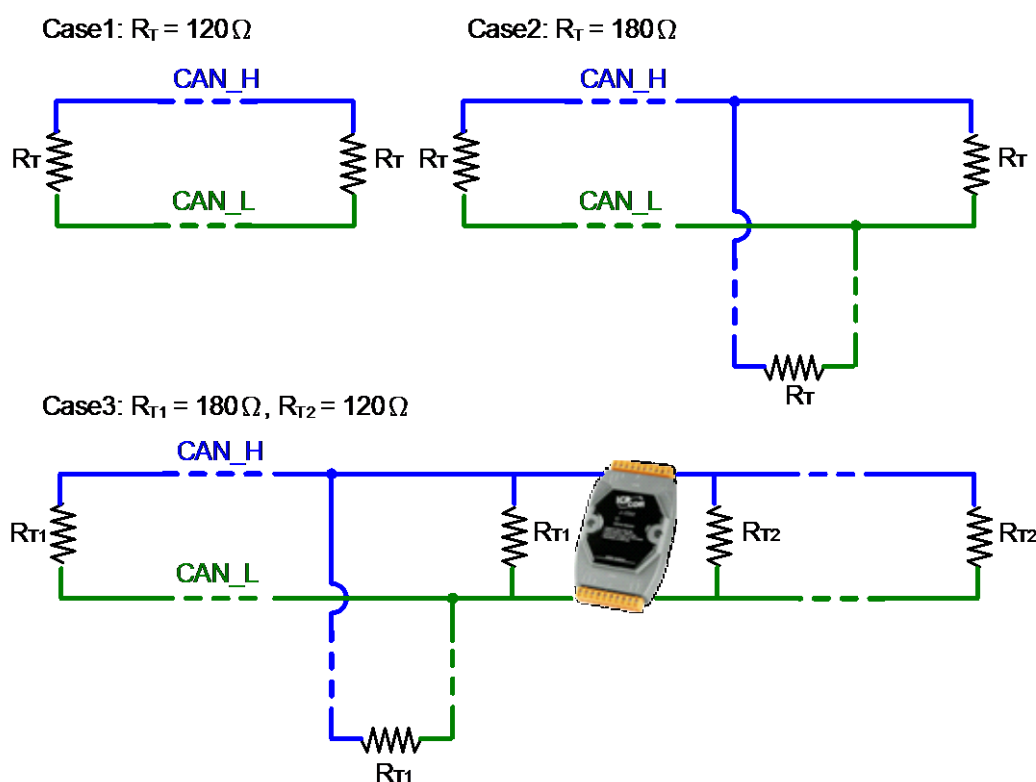 Case1: RT = 120Ω
Case2: RT = 180Ω
CAN_H
CAN_H
RT
RT
RT
RT
CAN_L
CAN_L
RT
Case3: RT1 = 180Ω, RT2 = 120Ω
CAN_H
RT1
RT1
RT2
RT2
CAN_L
RT1